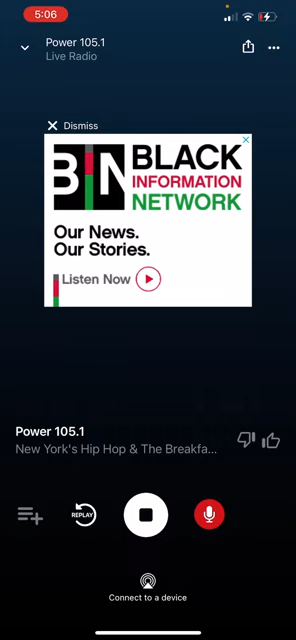 5:06
Power 105.1
Live Radio
Dismiss
BIN BLACK
INFORMATION
NETWORK
Our News.
Our Stories.
Listen Now
Power 105.1
New York's Hip Hop & The Breakfa...
REPLAY
Connect to a device